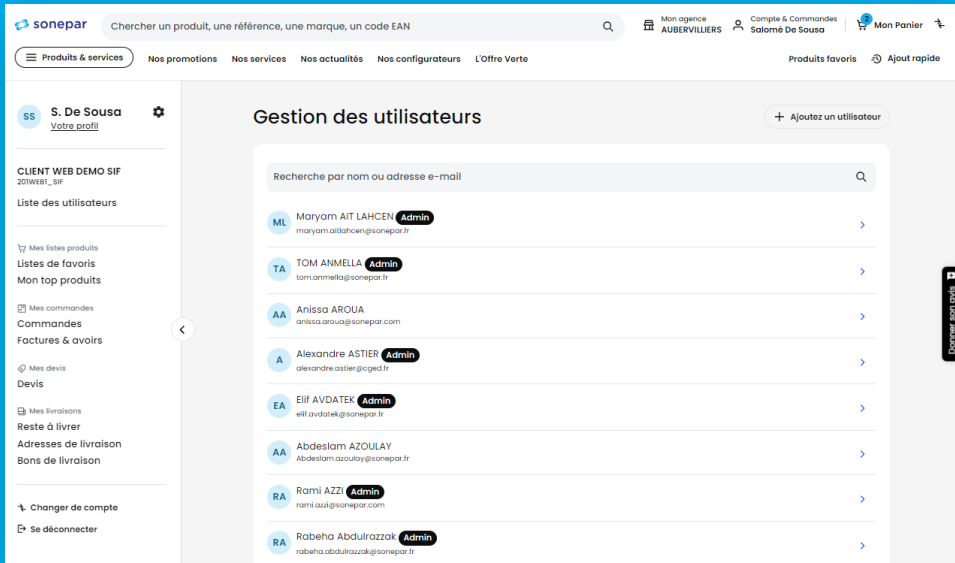 sonepar
Chercher un produit, une référence, une marque, un code EAN
Mon agence
AUBERVILLIERS
Compte & Commandes
Salomé De Sousa
2
Mon Panier
Produits & services
Nos promotions
Nos services
Nos actualités
Nos configurateurs
L'Offre Verte
Produits favoris
Ajout rapide
SS
S. De Sousa
Votre profil
CLIENT WEB DEMO SIF
201WEB1_SIF
Liste des utilisateurs
Mes listes produits
Listes de favoris
Mon top produits
Mes commandes
Commandes
Factures & avoirs
Mes devis
Devis
Mes livraisons
Reste à livrer
Adresses de livraison
Bons de livraison
Changer de compte
Se déconnecter
Gestion des utilisateurs
Ajoutez un utilisateur
Recherche par nom ou adresse e-mail
ML
Maryam AIT LAHCEN Admin
maryam.aitlahcen@sonepar.fr
TA
TOM ANMELLA Admin
tom.anmella@sonepar.fr
AA
Anissa AROUA
anissa.aroua@sonepar.com
A
Alexandre ASTIER Admin
alexandre.astier@cged.fr
EA
Elif AVDATEK Admin
elif.avdatek@sonepar.fr
AA
Abdeslam AZOULAY
Abdeslam.azoulay@sonepar.fr
RA
Rami AZZI Admin
rami.azzi@sonepar.com
RA
Rabeha Abdulrazzak Admin
rabeha.abdulrazzak@sonepar.fr
Donner son avis